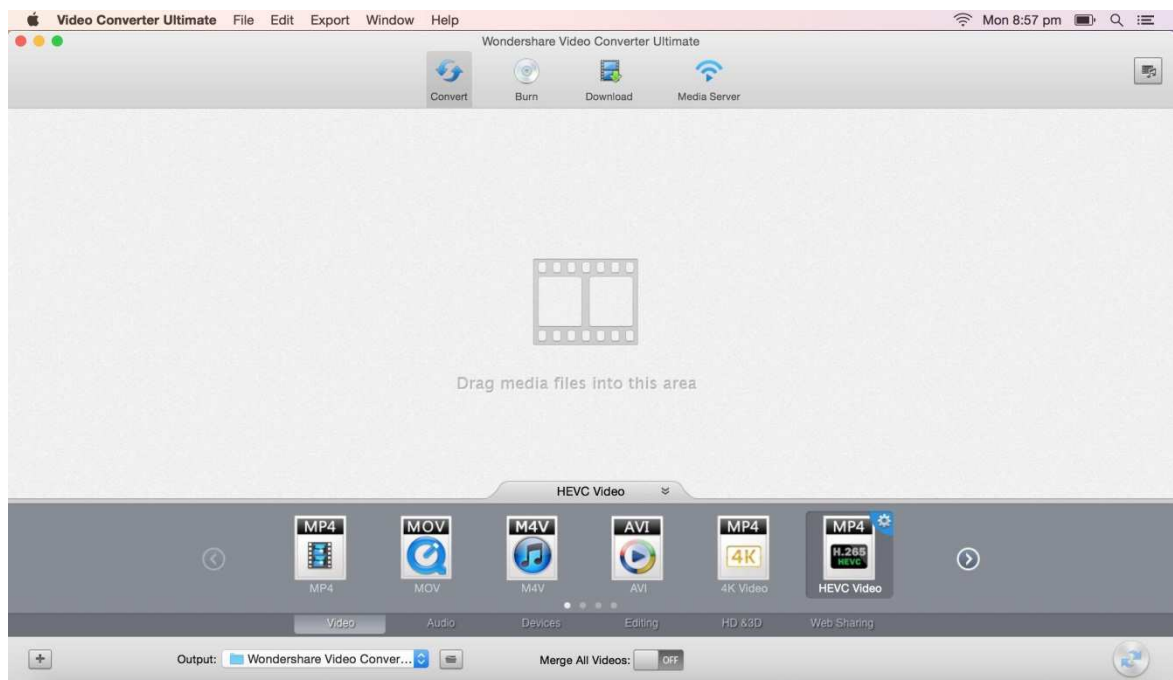 Video Converter Ultimate File Edit Export Window Help Mon 8:57 pm
Wondershare Video Converter Ultimate
Convert Burn Download Media Server
Drag media files into this area
HEVC Video
MP4 MOV M4V AVI MP4 MP4
4K H.265
HEVC
MP4 MOV M4V AVI 4K Video HEVC Video
Video Audio Devices Editing HD &3D Web Sharing
Output: Wondershare Video Conver... Merge All Videos: OFF